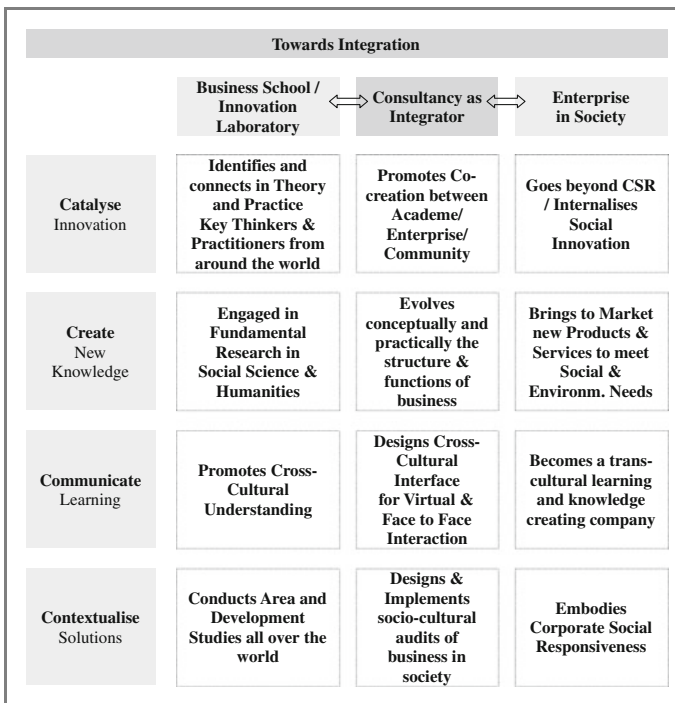 Towards Integration
Business School /
Innovation
Laboratory
Consultancy as
Integrator
Enterprise
in Society
Catalyse
Innovation
Identifies and
connects in Theory
and Practice
Key Thinkers &
Practitioners from
around the world
Promotes Co-
creation between
Academe/
Enterprise/
Community
Goes beyond CSR
/ Internalises
Social
Innovation
Create
New
Knowledge
Engaged in
Fundamental
Research in
Social Science &
Humanities
Evolves
conceptually and
practically the
structure &
functions of
business
Brings to Market
new Products &
Services to meet
Social &
Environm. Needs
Communicate
Learning
Promotes Cross-
Cultural
Understanding
Designs Cross-
Cultural
Interface
for Virtual &
Face to Face
Interaction
Becomes a trans-
cultural learning
and knowledge
creating company
Contextualise
Solutions
Conducts Area and
Development
Studies all over the
world
Designs &
Implements
socio-cultural
audits of
business in
society
Embodies
Corporate Social
Responsiveness